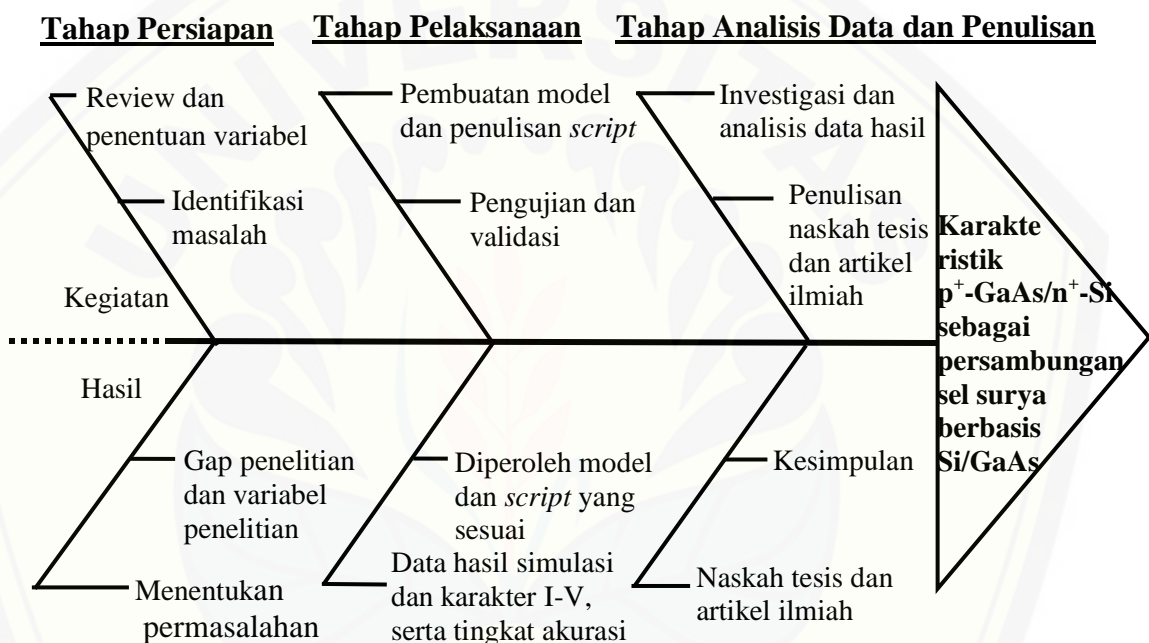 Tahap Persiapan
Tahap Pelaksanaan
Tahap Analisis Data dan Penulisan
Review dan
penentuan variabel
Identifikasi
masalah
Kegiatan
Pembuatan model
dan penulisan script
Pengujian dan
validasi
Investigasi dan
analisis data hasil
Penulisan
naskah tesis
dan artikel
ilmiah
Hasil
Gap penelitian
dan variabel
penelitian
Menentukan
permasalahan
Diperoleh model
dan script yang
sesuai
Data hasil simulasi
dan karakter I-V,
serta tingkat akurasi
Kesimpulan
Naskah tesis dan
artikel ilmiah
Karakte
ristik
p⁺-GaAs/n⁺-Si
sebagai
persambungan
sel surya
berbasis
Si/GaAs
UNIVERSITAS